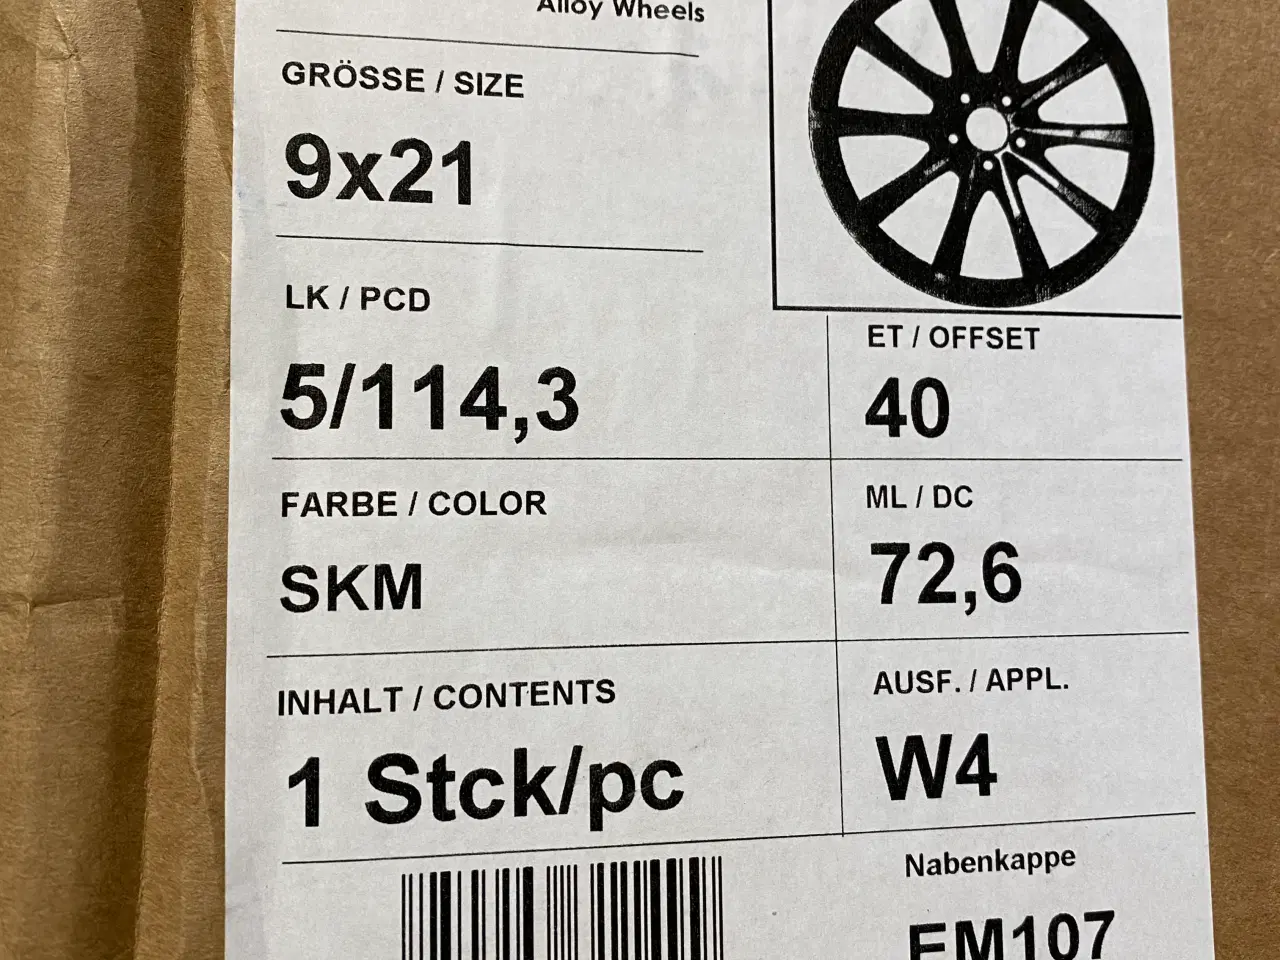 Alloy Wheels
GRÖSSE / SIZE
9x21
LK / PCD
5/114,3
ET / OFFSET
40
FARBE / COLOR
SKM
ML / DC
72,6
INHALT / CONTENTS
1 Stck/pc
AUSF. / APPL.
W4
Nabenkappe
EM107